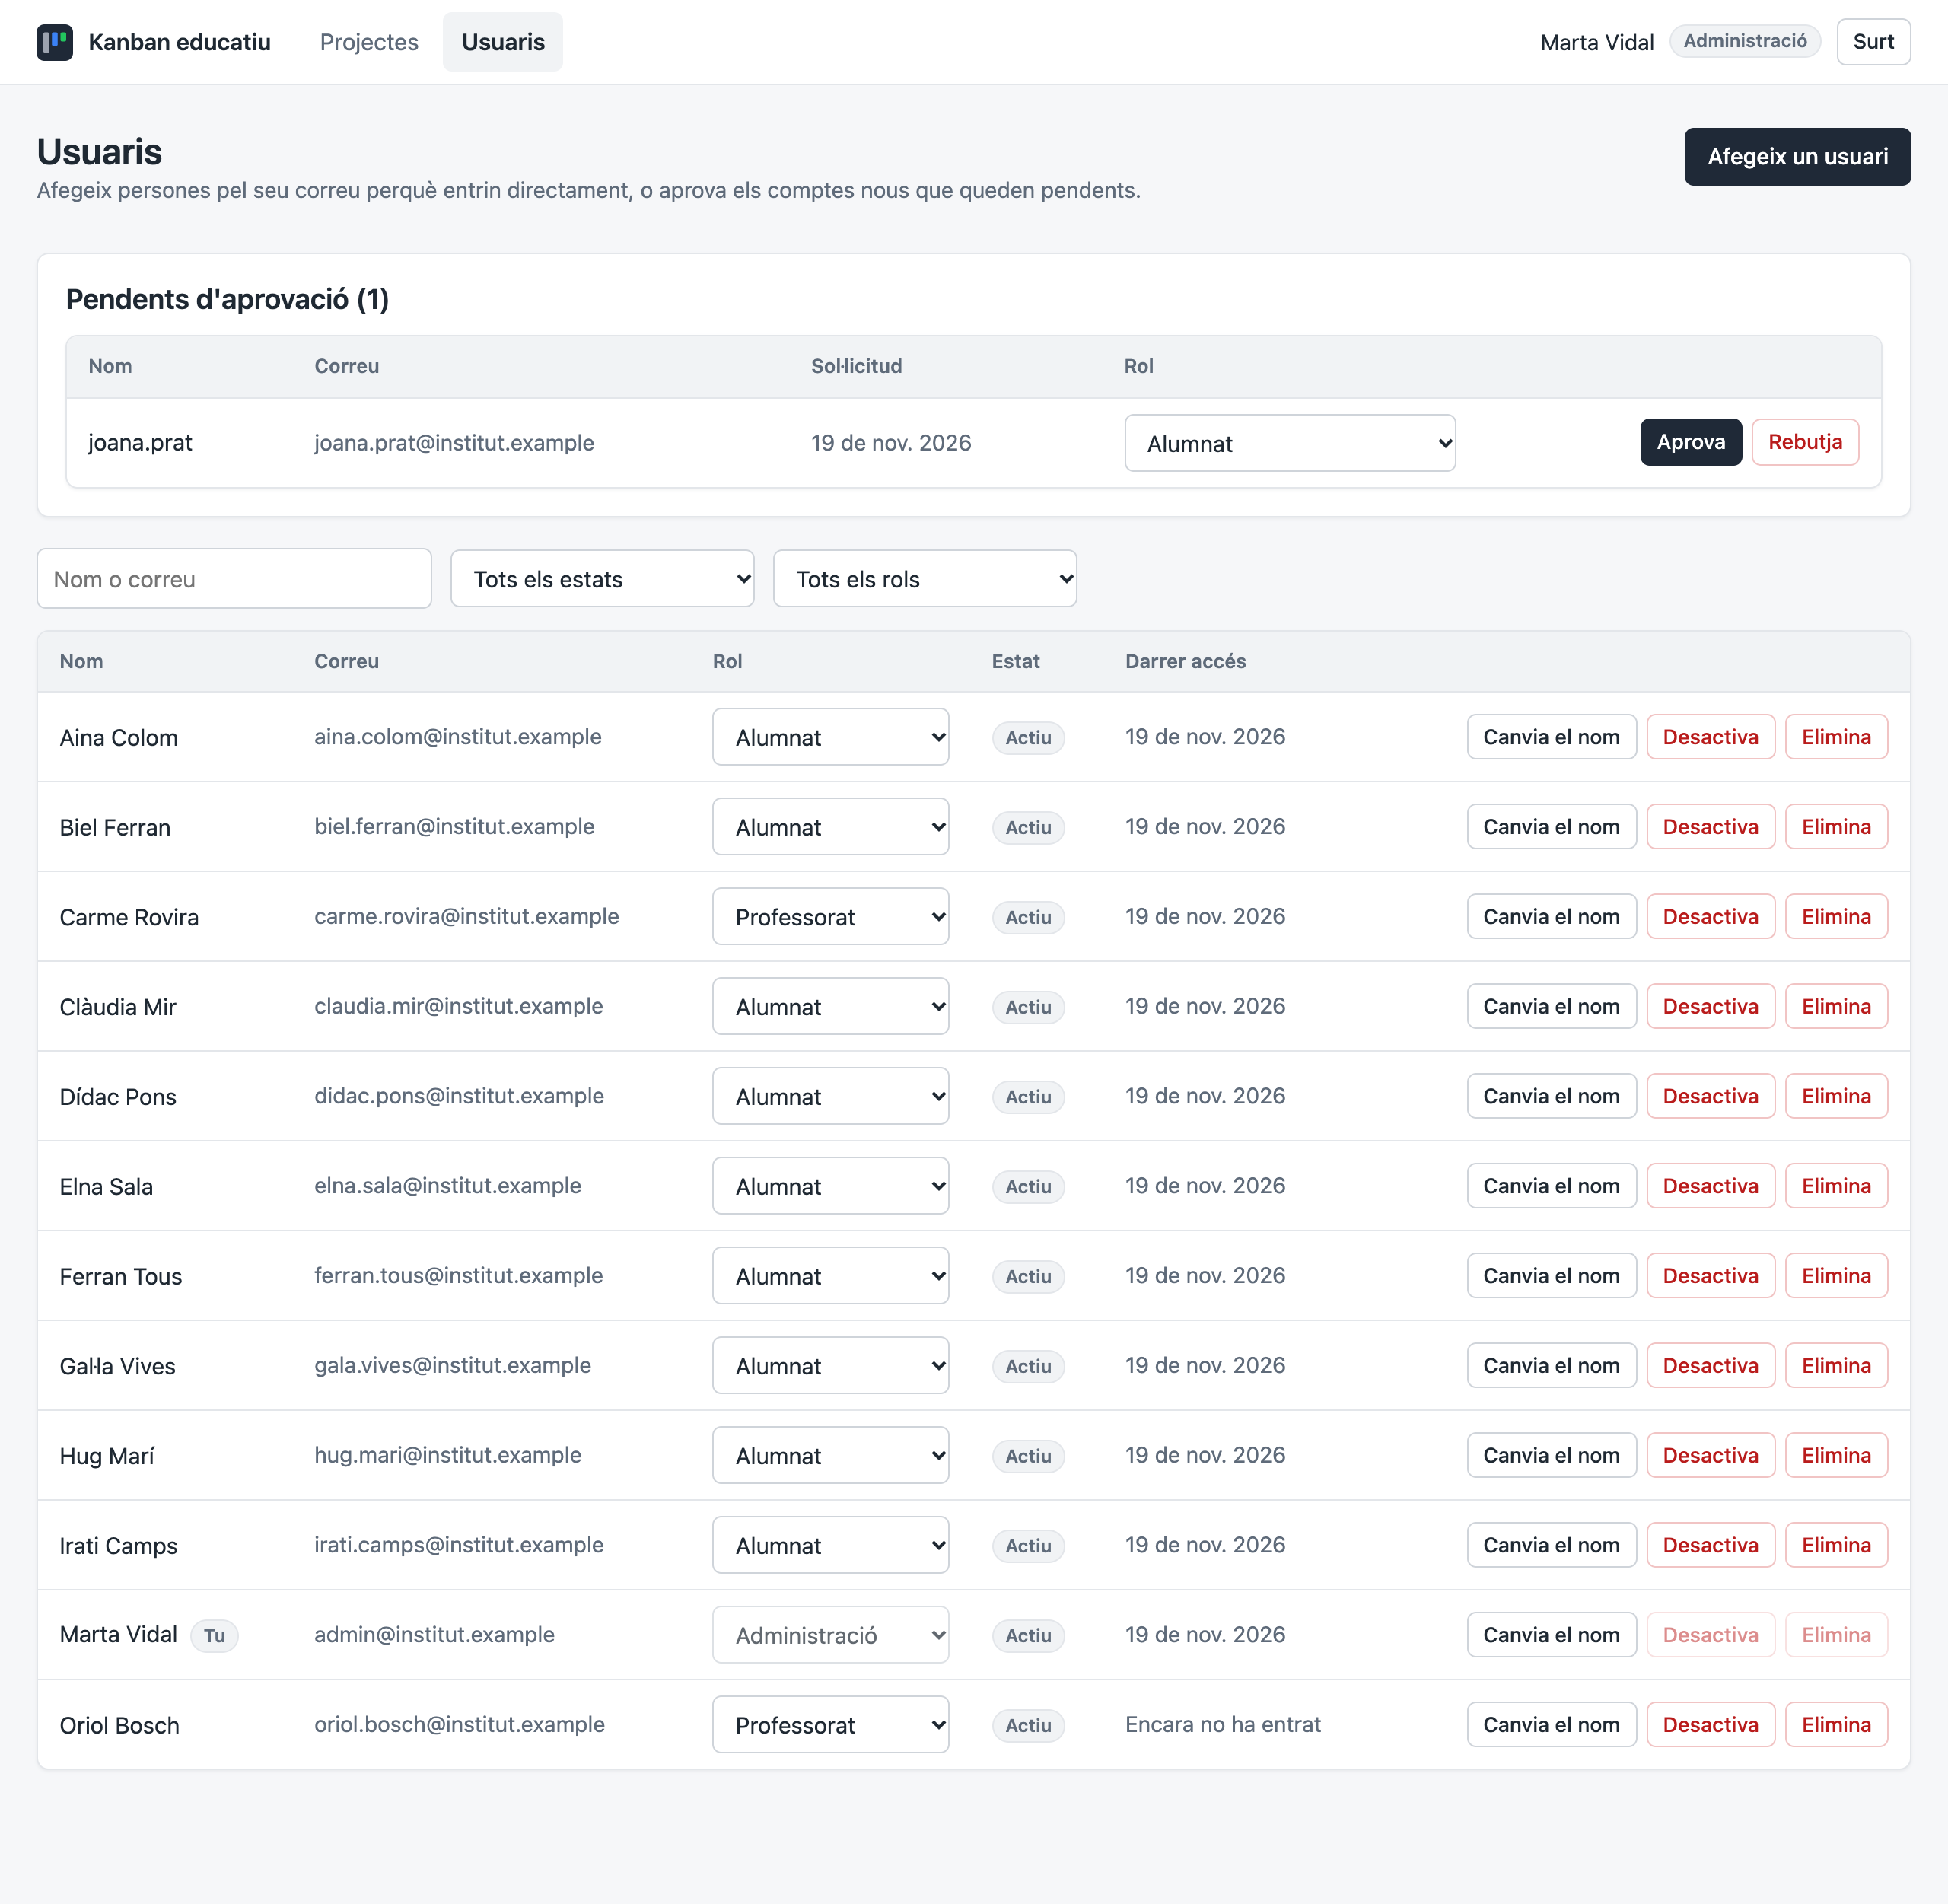 Kanban educatiu Projectes Usuaris Marta Vidal Administració Surt
Usuaris
Afegeix un usuari
Afegeix persones pel seu correu perquè entrin directament, o aprova els comptes nous que queden pendents.
Pendents d'aprovació (1)
Nom Correu Sol·licitud Rol
joana.prat joana.prat@institut.example 19 de nov. 2026 Alumnat Aprova Rebutja
Nom o correu Tots els estats Tots els rols
Nom Correu Rol Estat Darrer accés
Aina Colom aina.colom@institut.example Alumnat Actiu 19 de nov. 2026 Canvia el nom Desactiva Elimina
Biel Ferran biel.ferran@institut.example Alumnat Actiu 19 de nov. 2026 Canvia el nom Desactiva Elimina
Carme Rovira carme.rovira@institut.example Professorat Actiu 19 de nov. 2026 Canvia el nom Desactiva Elimina
Clàudia Mir claudia.mir@institut.example Alumnat Actiu 19 de nov. 2026 Canvia el nom Desactiva Elimina
Dídac Pons didac.pons@institut.example Alumnat Actiu 19 de nov. 2026 Canvia el nom Desactiva Elimina
Elna Sala elna.sala@institut.example Alumnat Actiu 19 de nov. 2026 Canvia el nom Desactiva Elimina
Ferran Tous ferran.tous@institut.example Alumnat Actiu 19 de nov. 2026 Canvia el nom Desactiva Elimina
Gal·la Vives gala.vives@institut.example Alumnat Actiu 19 de nov. 2026 Canvia el nom Desactiva Elimina
Hug Marí hug.mari@institut.example Alumnat Actiu 19 de nov. 2026 Canvia el nom Desactiva Elimina
Irati Camps irati.camps@institut.example Alumnat Actiu 19 de nov. 2026 Canvia el nom Desactiva Elimina
Marta Vidal Tu admin@institut.example Administració Actiu 19 de nov. 2026 Canvia el nom Desactiva Elimina
Oriol Bosch oriol.bosch@institut.example Professorat Actiu Encara no ha entrat Canvia el nom Desactiva Elimina